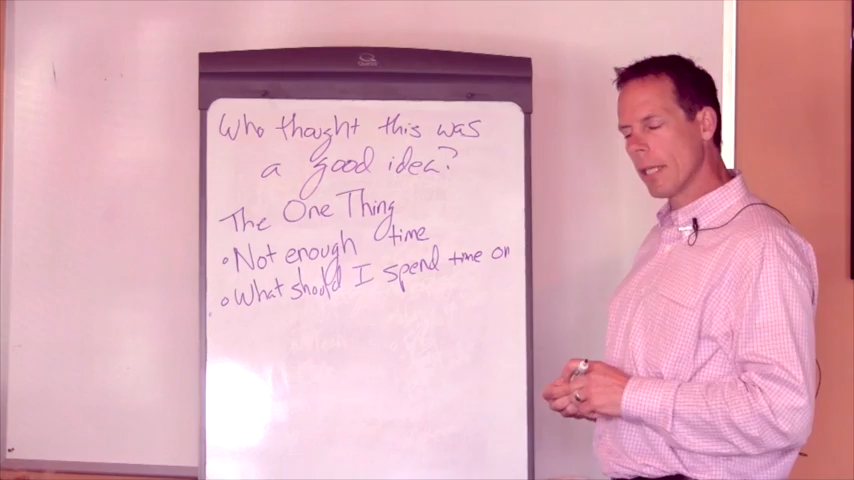 Who thought this was
a good idea?
The One Thing
• Not enough time
• What should I spend time on